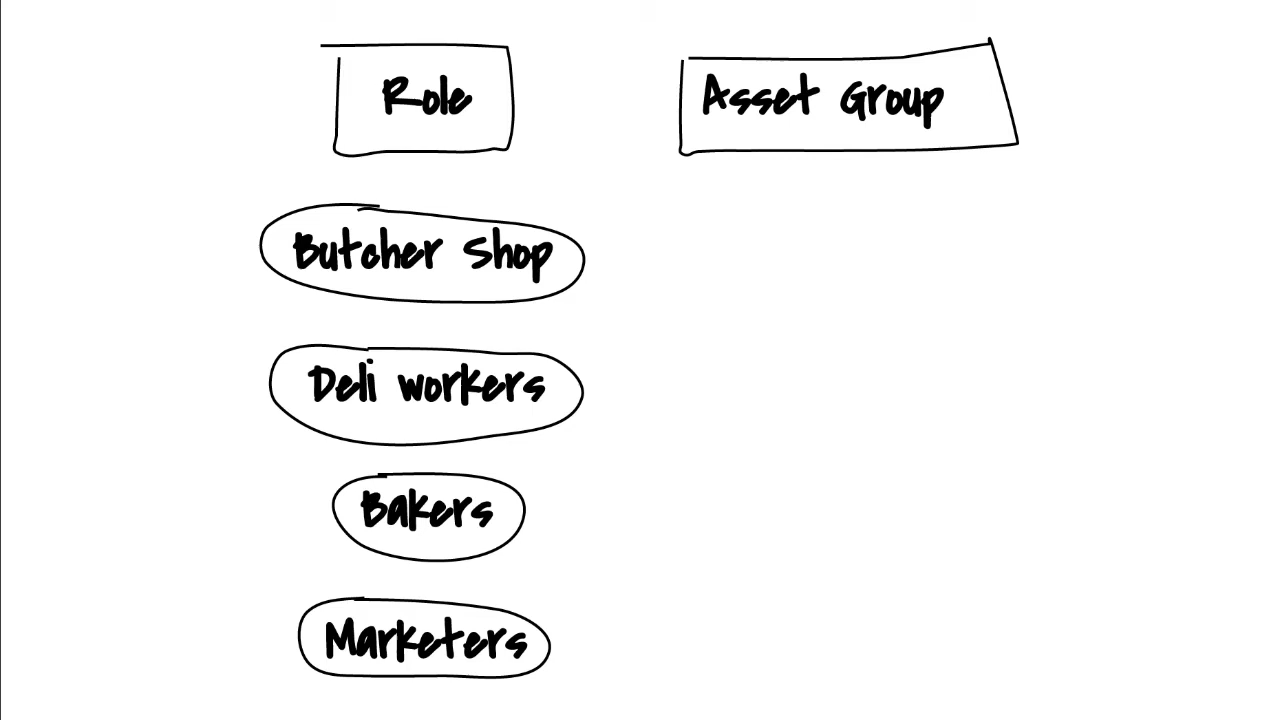 Role
Asset Group
Butcher Shop
Deli workers
Bakers
Marketers